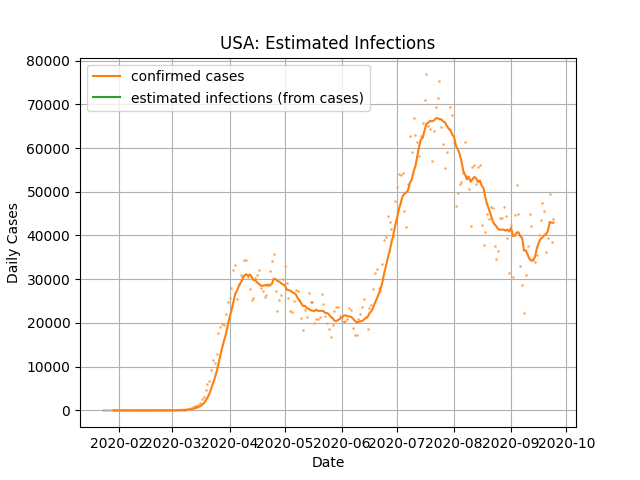 USA: Estimated Infections
confirmed cases
estimated infections (from cases)
Daily Cases
80000
70000
60000
50000
40000
30000
20000
10000
0
2020-02 2020-03 2020-04 2020-05 2020-06 2020-07 2020-08 2020-09 2020-10
Date